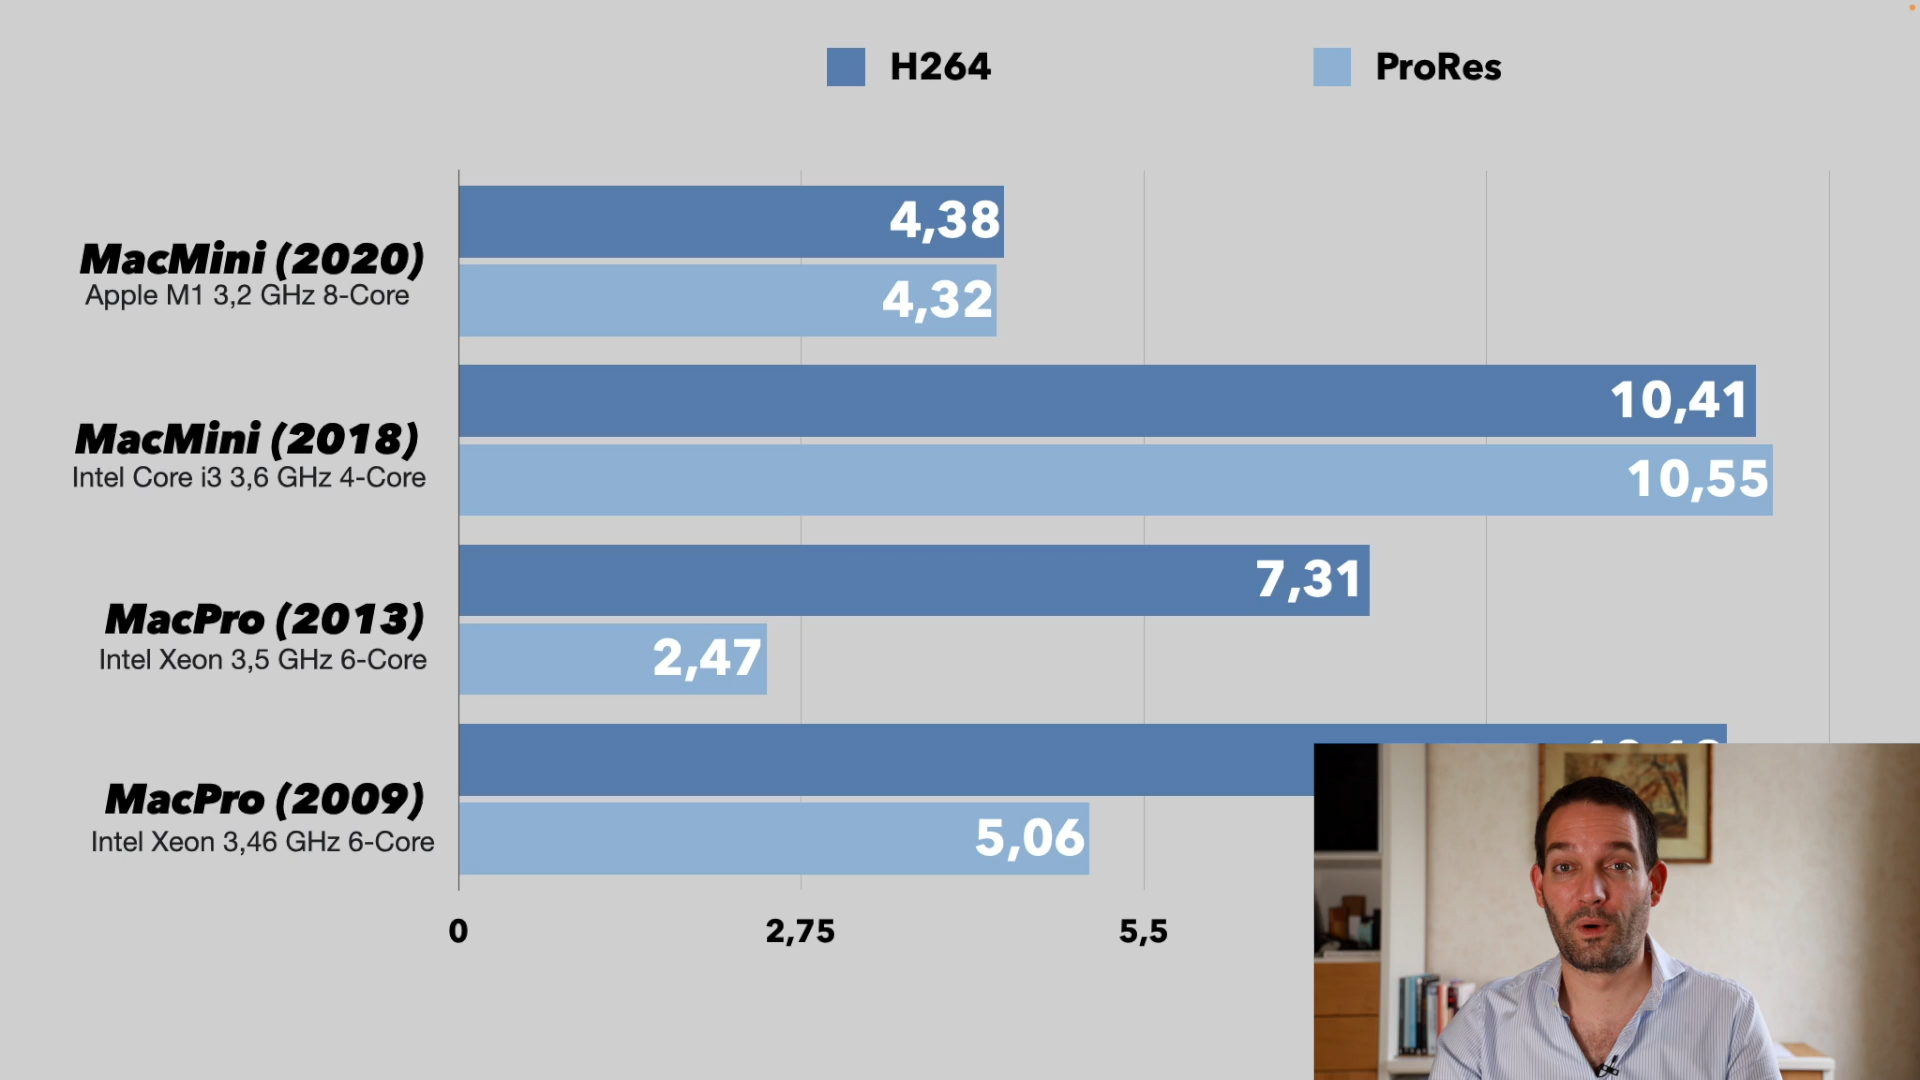 H264
ProRes
MacMini (2020)
Apple M1 3,2 GHz 8-Core
4,38
4,32
MacMini (2018)
Intel Core i3 3,6 GHz 4-Core
10,41
10,55
MacPro (2013)
Intel Xeon 3,5 GHz 6-Core
7,31
2,47
MacPro (2009)
Intel Xeon 3,46 GHz 6-Core
5,06
0
2,75
5,5